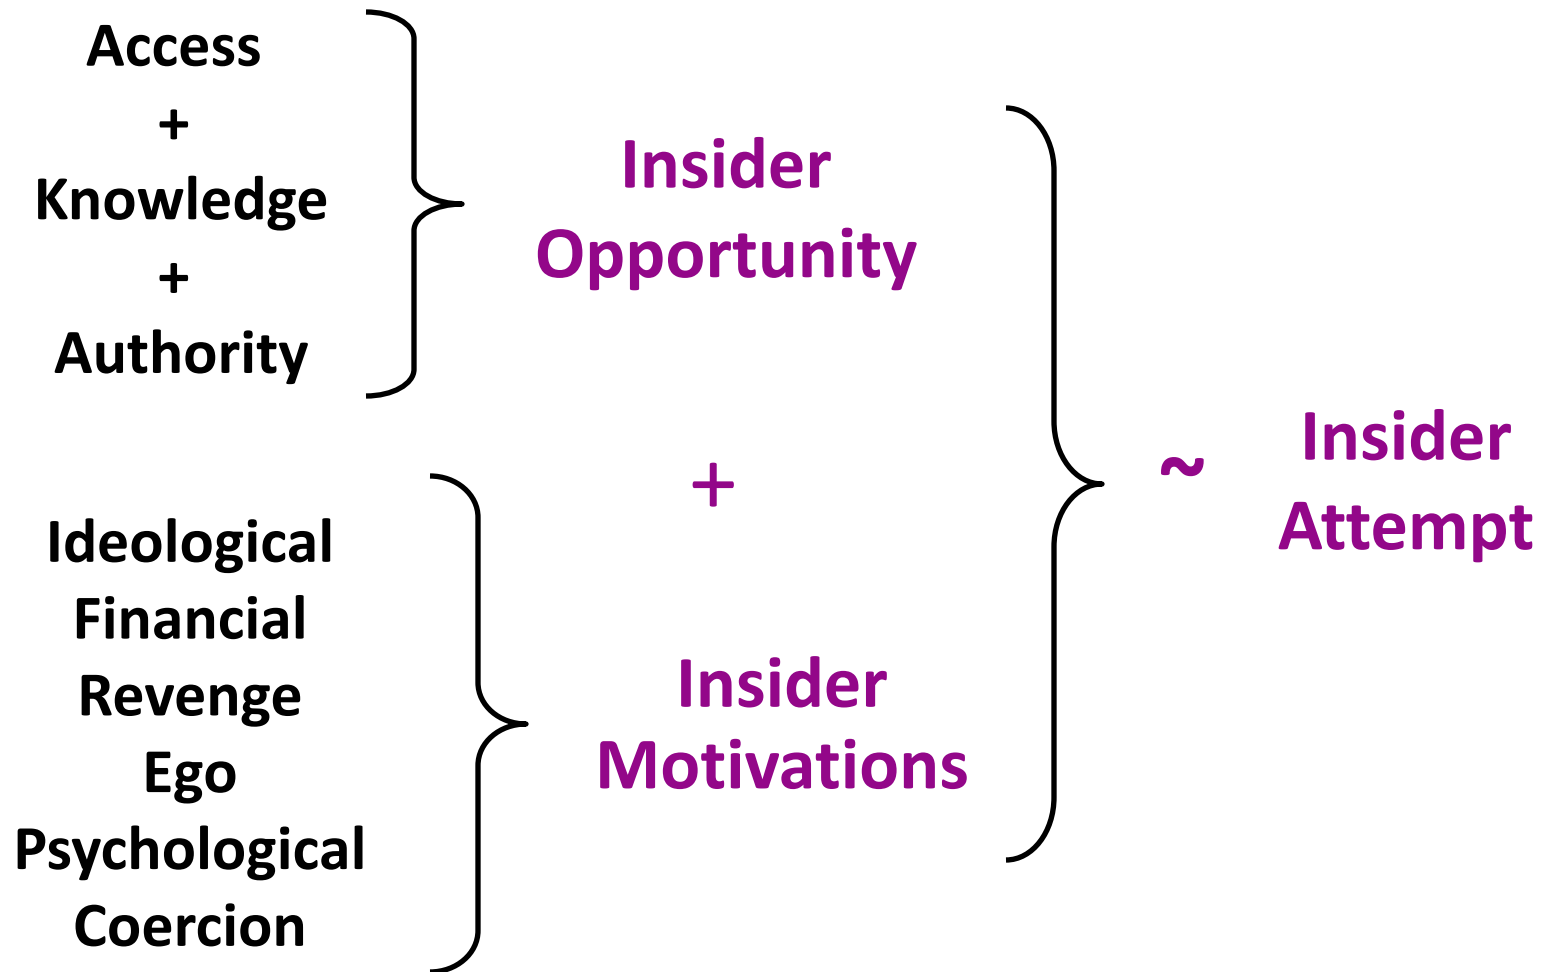 Access
+
Knowledge
+
Authority
Insider
Opportunity
+
Ideological
Financial
Revenge
Ego
Psychological
Coercion
Insider
Motivations
~
Insider
Attempt